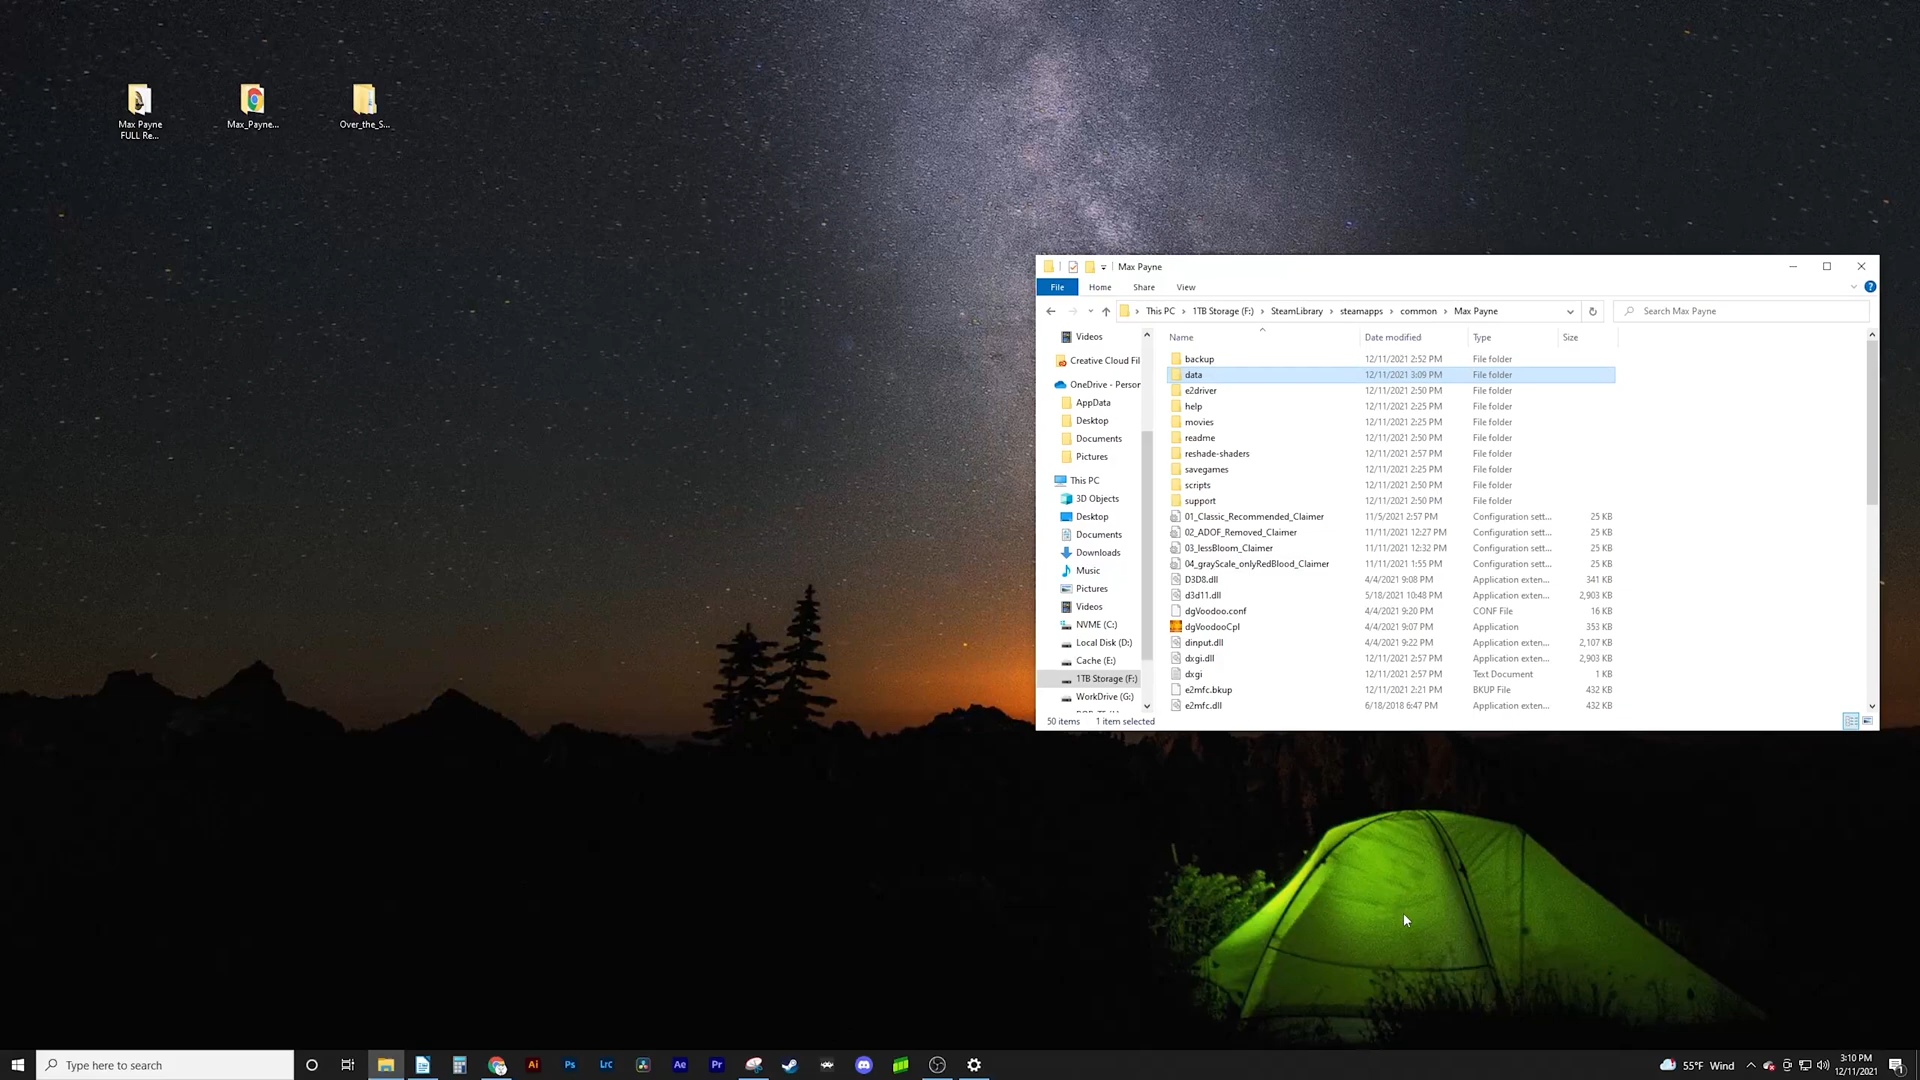 Max Payne
FULL Re...
Max_Payne...
Over_the_S...
Max Payne
File Home Share View
This PC 1TB Storage (F:) SteamLibrary steamapps common Max Payne
Search Max Payne
Videos
Creative Cloud Fil
OneDrive - Person
AppData
Desktop
Documents
Pictures
This PC
3D Objects
Desktop
Documents
Downloads
Music
Pictures
Videos
NVME (C:)
Local Disk (D:)
Cache (E:)
1TB Storage (F:)
WorkDrive (G:)
Name Date modified Type Size
backup 12/11/2021 2:52 PM File folder
data 12/11/2021 3:09 PM File folder
e2driver 12/11/2021 2:50 PM File folder
help 12/11/2021 2:25 PM File folder
movies 12/11/2021 2:25 PM File folder
readme 12/11/2021 2:50 PM File folder
reshade-shaders 12/11/2021 2:57 PM File folder
savegames 12/11/2021 2:25 PM File folder
scripts 12/11/2021 2:50 PM File folder
support 12/11/2021 2:50 PM File folder
01_Classic_Recommended_Claimer 11/5/2021 2:57 PM Configuration sett... 25 KB
02_ADOF_Removed_Claimer 11/11/2021 12:27 PM Configuration sett... 25 KB
03_lessBloom_Claimer 11/11/2021 12:32 PM Configuration sett... 25 KB
04_grayScale_onlyRedBlood_Claimer 11/11/2021 1:55 PM Configuration sett... 25 KB
D3D8.dll 4/4/2021 9:08 PM Application exten... 341 KB
d3d11.dll 5/18/2021 10:48 PM Application exten... 2,903 KB
dgVoodoo.conf 4/4/2021 9:20 PM CONF File 16 KB
dgVoodooCpl 4/4/2021 9:07 PM Application 353 KB
dinput.dll 4/4/2021 9:22 PM Application exten... 2,107 KB
dxgi.dll 12/11/2021 2:57 PM Application exten... 2,903 KB
dxgi 12/11/2021 2:57 PM Text Document 1 KB
e2mfc.bkup 12/11/2021 2:21 PM BKUP File 432 KB
e2mfc.dll 6/18/2018 6:47 PM Application exten... 432 KB
50 items 1 item selected
Type here to search
Ai Ps Lrc Ae Pr
55°F Wind
3:10 PM
12/11/2021
1